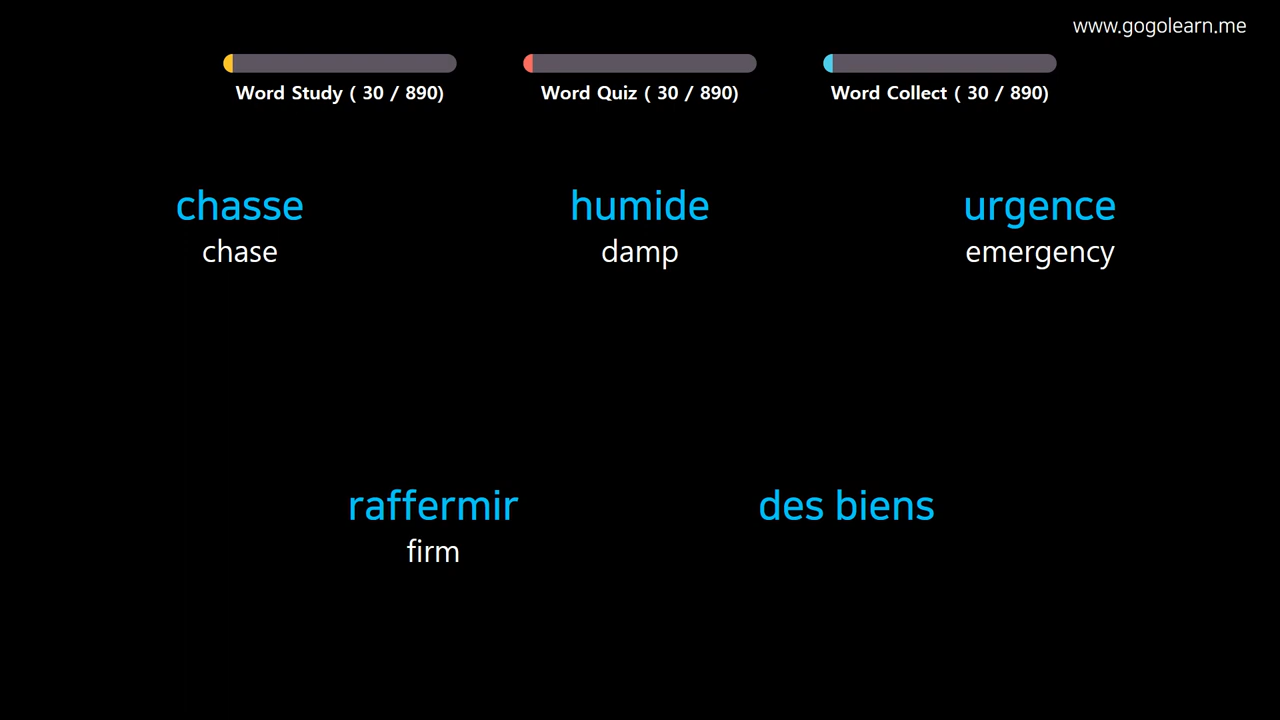 www.gogolearn.me
Word Study ( 30 / 890)
Word Quiz ( 30 / 890)
Word Collect ( 30 / 890)
chasse
chase
humide
damp
urgence
emergency
raffermir
firm
des biens